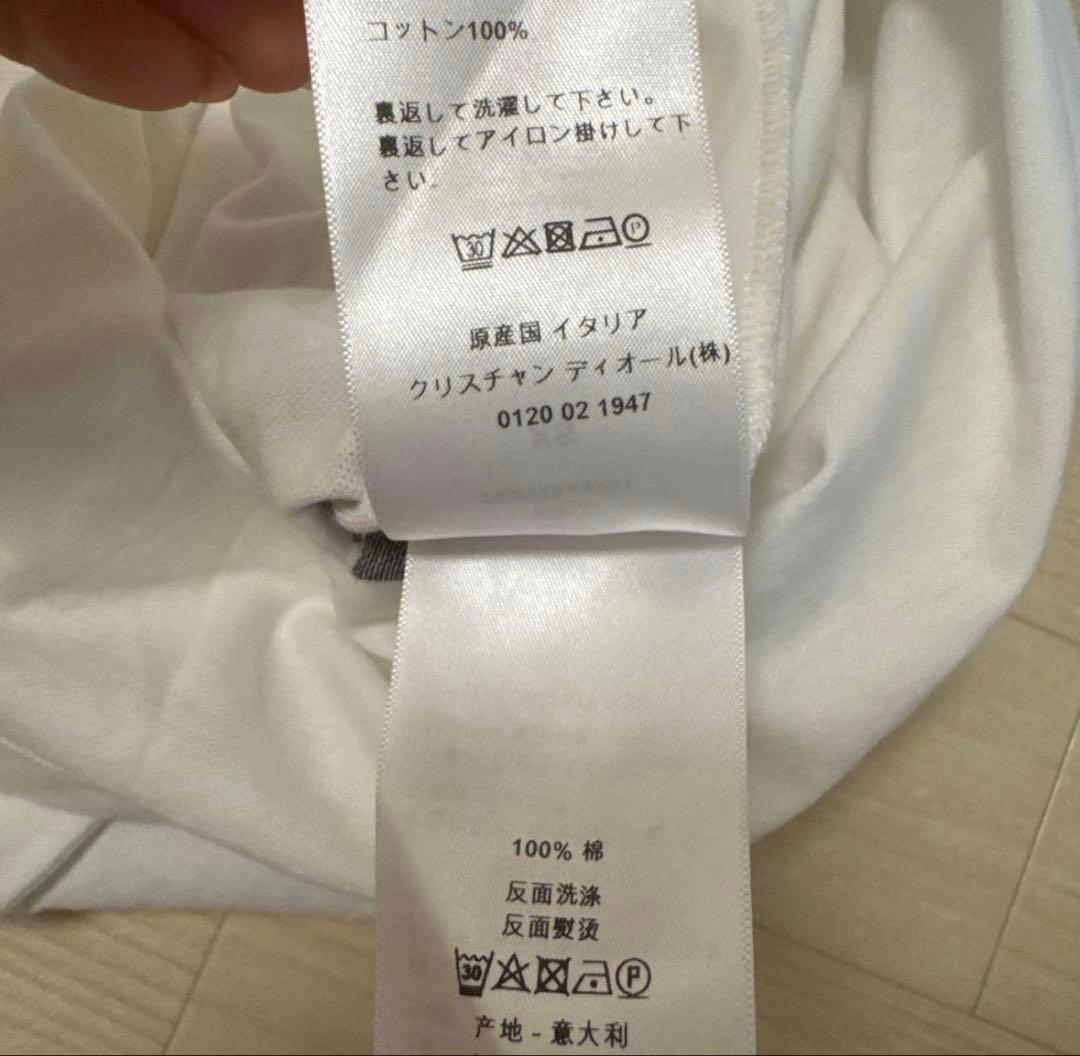 コットン100%
裏返して洗濯して下さい。
裏返してアイロン掛けして下
さい。
30 P
原産国 イタリア
クリスチャン ディオール(株)
0120 02 1947
100% 棉
反面洗涤
反面熨烫
30 P
产地 - 意大利